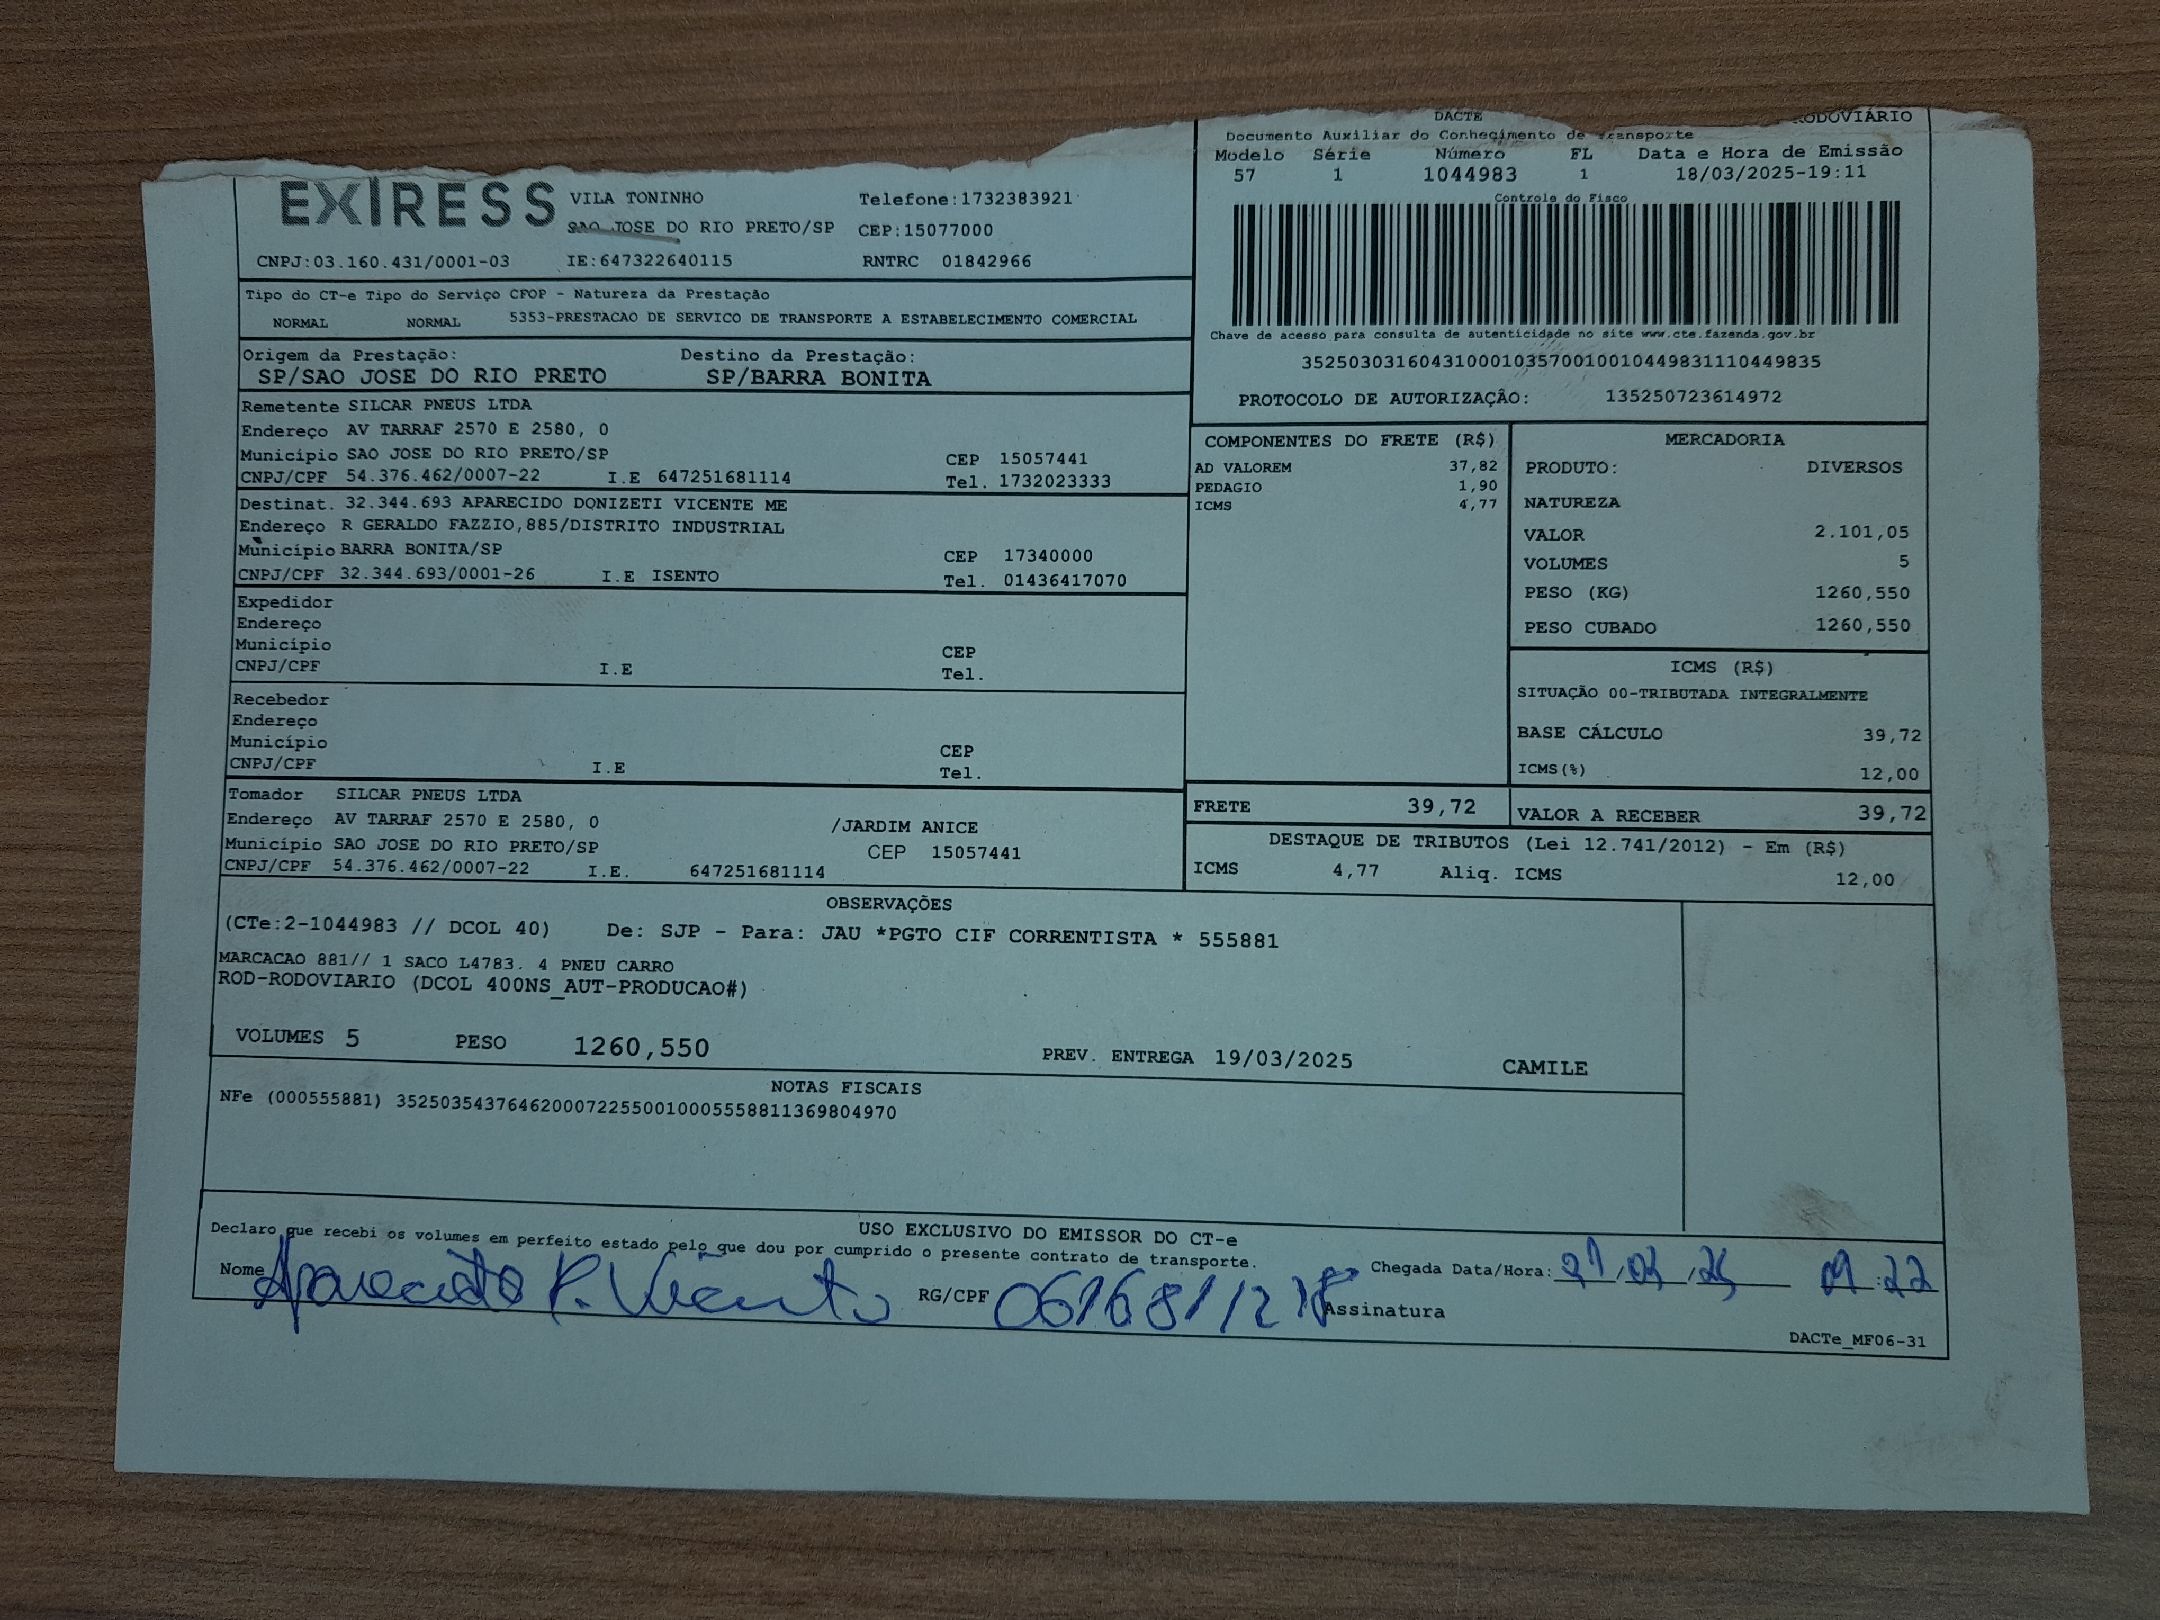 DACTE
RODOVIÁRIO
Documento Auxiliar do Conhecimento de Transporte
Modelo Série Número FL Data e Hora de Emissão
57 1 1044983 1 18/03/2025-19:11
Controle do Fisco
EXIRESS
VILA TONINHO Telefone:1732383921
SAO JOSE DO RIO PRETO/SP CEP:15077000
CNPJ:03.160.431/0001-03 IE:647322640115 RNTRC 01842966
Tipo do CT-e Tipo do Serviço CFOP - Natureza da Prestação
NORMAL NORMAL 5353-PRESTACAO DE SERVICO DE TRANSPORTE A ESTABELECIMENTO COMERCIAL
Chave de acesso para consulta de autenticidade no site www.cte.fazenda.gov.br
35250303160431000103570010010449831110449835
PROTOCOLO DE AUTORIZAÇÃO: 135250723614972
Origem da Prestação: Destino da Prestação:
SP/SAO JOSE DO RIO PRETO SP/BARRA BONITA
Remetente SILCAR PNEUS LTDA
Endereço AV TARRAF 2570 E 2580, 0
Município SAO JOSE DO RIO PRETO/SP CEP 15057441
CNPJ/CPF 54.376.462/0007-22 I.E 647251681114 Tel. 1732023333
Destinat. 32.344.693 APARECIDO DONIZETI VICENTE ME
Endereço R GERALDO FAZZIO,885/DISTRITO INDUSTRIAL
Município BARRA BONITA/SP CEP 17340000
CNPJ/CPF 32.344.693/0001-26 I.E ISENTO Tel. 01436417070
Expedidor
Endereço
Município CEP
CNPJ/CPF I.E Tel.
Recebedor
Endereço
Município CEP
CNPJ/CPF I.E Tel.
Tomador SILCAR PNEUS LTDA
Endereço AV TARRAF 2570 E 2580, 0 /JARDIM ANICE
Município SAO JOSE DO RIO PRETO/SP CEP 15057441
CNPJ/CPF 54.376.462/0007-22 I.E. 647251681114
COMPONENTES DO FRETE (R$)
AD VALOREM 37,82
PEDAGIO 1,90
ICMS 4,77
MERCADORIA
PRODUTO: DIVERSOS
NATUREZA
VALOR 2.101,05
VOLUMES 5
PESO (KG) 1260,550
PESO CUBADO 1260,550
ICMS (R$)
SITUAÇÃO 00-TRIBUTADA INTEGRALMENTE
BASE CÁLCULO 39,72
ICMS(%) 12,00
FRETE 39,72 VALOR A RECEBER 39,72
DESTAQUE DE TRIBUTOS (Lei 12.741/2012) - Em (R$)
ICMS 4,77 Aliq. ICMS 12,00
OBSERVAÇÕES
(CTe:2-1044983 // DCOL 40) De: SJP - Para: JAU *PGTO CIF CORRENTISTA * 555881
MARCACAO 881// 1 SACO L4783. 4 PNEU CARRO
ROD-RODOVIARIO (DCOL 400NS_AUT-PRODUCAO#)
VOLUMES 5 PESO 1260,550 PREV. ENTREGA 19/03/2025 CAMILE
NOTAS FISCAIS
NFe (000555881) 35250354376462000722550010005558811369804970
USO EXCLUSIVO DO EMISSOR DO CT-e
Declaro que recebi os volumes em perfeito estado pelo que dou por cumprido o presente contrato de transporte.
Nome Aparecido RG/CPF Chegada Data/Hora:
Assinatura
DACTe_MF06-31